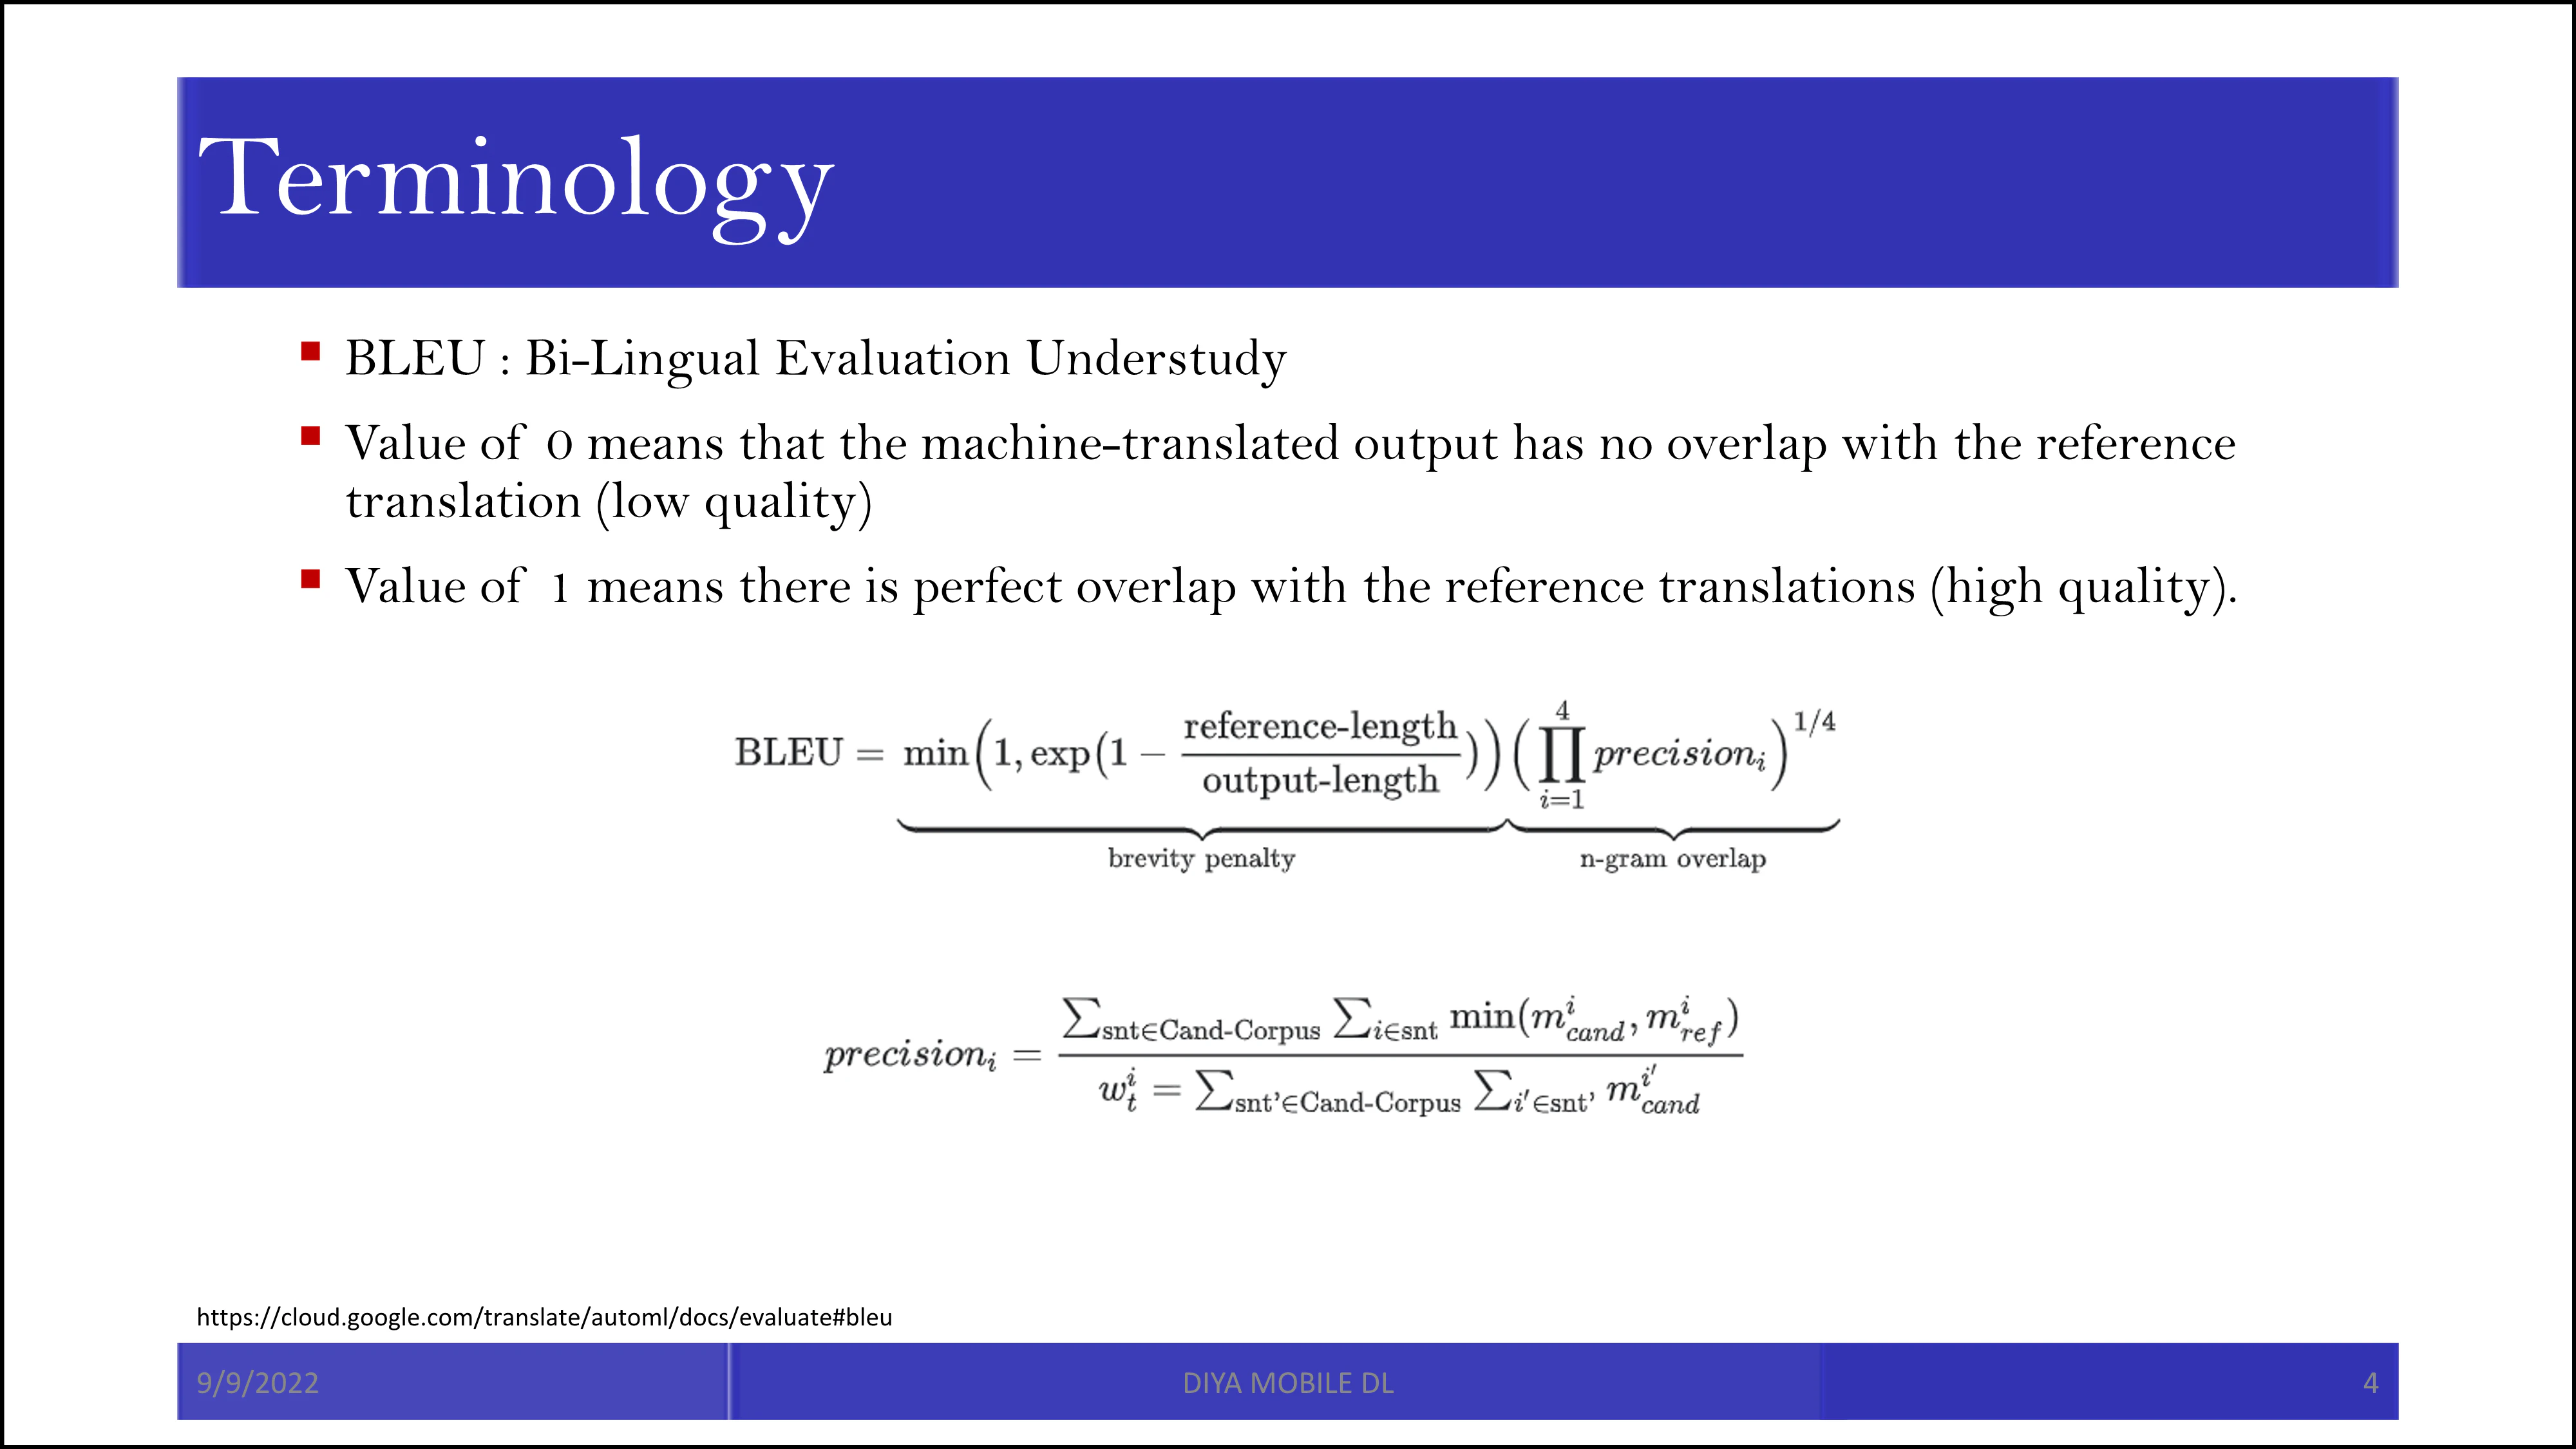 Terminology
BLEU : Bi-Lingual Evaluation Understudy
Value of 0 means that the machine-translated output has no overlap with the reference
translation (low quality)
Value of 1 means there is perfect overlap with the reference translations (high quality).
BLEU = min(1, exp(1 − reference-length / output-length)) (∏_{i=1}^{4} precision_i)^{1/4}
brevity penalty n-gram overlap
precision_i = ∑_{snt∈Cand-Corpus} ∑_{i∈snt} min(m^i_{cand}, m^i_{ref}) / w_t^i = ∑_{snt'∈Cand-Corpus} ∑_{i'∈snt'} m^{i'}_{cand}
https://cloud.google.com/translate/automl/docs/evaluate#bleu
9/9/2022 DIYA MOBILE DL 4